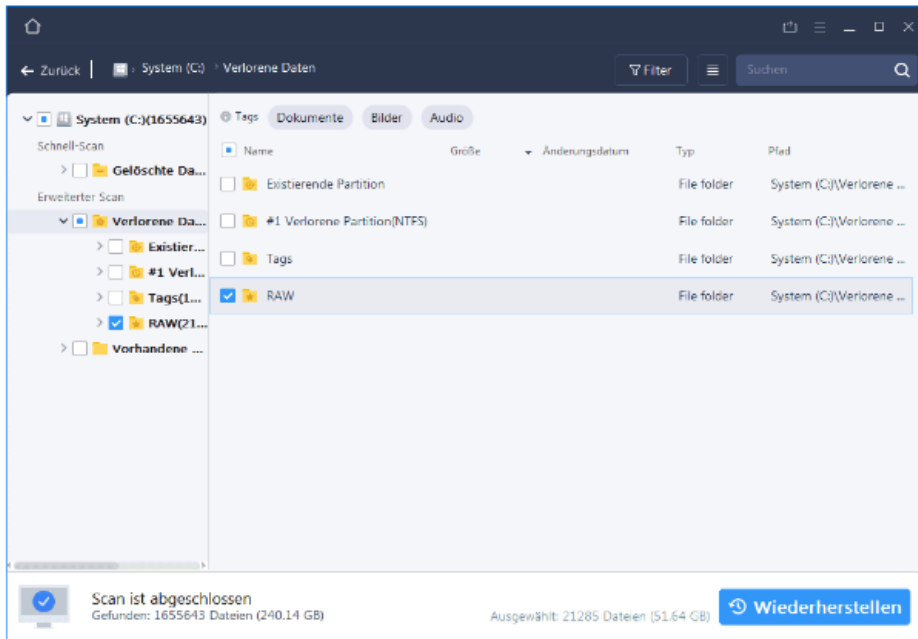 Zurück System (C:) Verlorene Daten Filter Suchen
System (C:)(1655643) Tags Dokumente Bilder Audio
Schnell-Scan Name Größe Änderungsdatum Typ Pfad
Gelöschte Da... Existierende Partition File folder System (C:)\Verlorene ...
Erweiterter Scan
Verlorene Da... #1 Verlorene Partition(NTFS) File folder System (C:)\Verlorene ...
Existier...
#1 Verl... Tags File folder System (C:)\Verlorene ...
Tags(1... RAW File folder System (C:)\Verlorene ...
RAW(21...
Vorhandene ...
Scan ist abgeschlossen
Gefunden: 1655643 Dateien (240.14 GB) Ausgewählt: 21285 Dateien (51.64 GB) Wiederherstellen